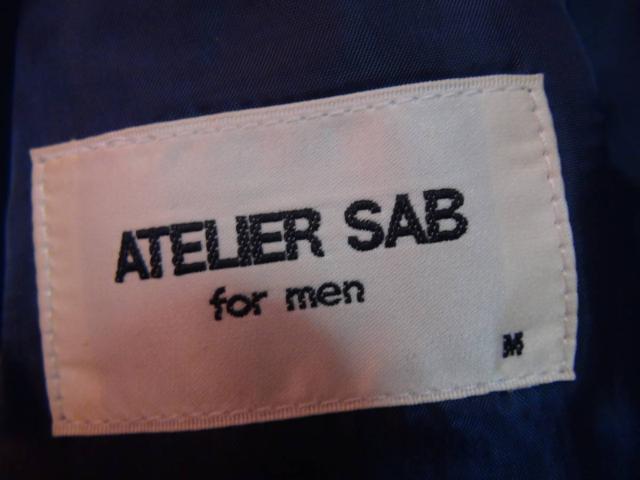 ATELIER SAB
for men
M